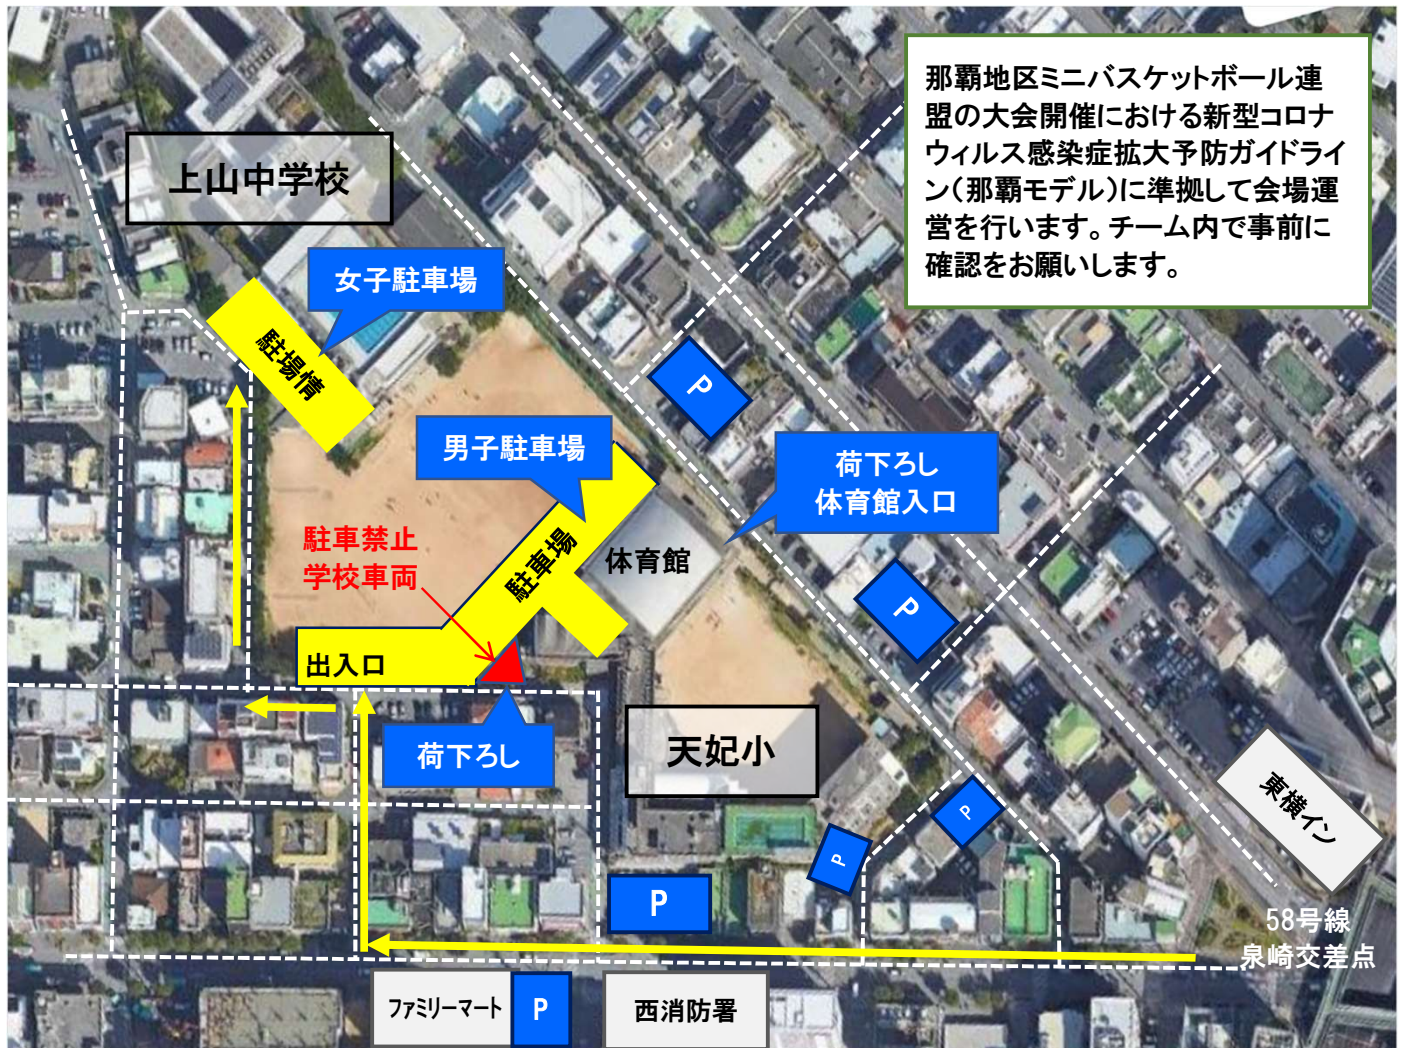 那覇地区ミニバスケットボール連
盟の大会開催における新型コロナ
ウィルス感染症拡大予防ガイドライ
ン(那覇モデル)に準拠して会場運
営を行います。チーム内で事前に
確認をお願いします。
上山中学校
女子駐車場
駐場情
男子駐車場
P
荷下ろし
体育館入口
駐車禁止
学校車両
駐車場
体育館
P
出入口
荷下ろし
天妃小
東横イン
P
P
P
58号線
泉崎交差点
ファミリーマート
P
西消防署